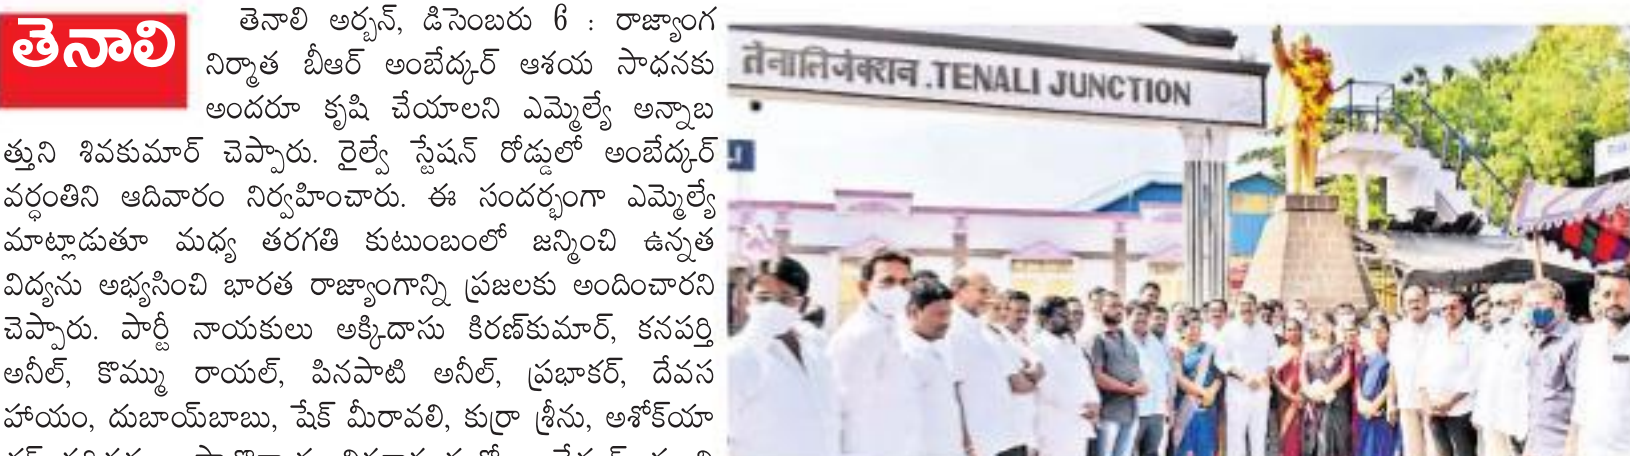 తెనాలి
తెనాలి అర్బన్, డిసెంబరు 6 : రాజ్యాంగ
నిర్మాత బీఆర్ అంబేద్కర్ ఆశయ సాధనకు
అందరూ కృషి చేయాలని ఎమ్మెల్యే అన్నాబ
త్తుని శివకుమార్ చెప్పారు. రైల్వే స్టేషన్ రోడ్డులో అంబేద్కర్
వర్ధంతిని ఆదివారం నిర్వహించారు. ఈ సందర్భంగా ఎమ్మెల్యే
మాట్లాడుతూ మధ్య తరగతి కుటుంబంలో జన్మించి ఉన్నత
విద్యను అభ్యసించి భారత రాజ్యాంగాన్ని ప్రజలకు అందించారని
చెప్పారు. పార్టీ నాయకులు అక్కిదాసు కిరణ్‌కుమార్, కనపర్తి
అనీల్, కొమ్ము రాయల్, పినపాటి అనీల్, ప్రభాకర్, దేవస
హాయం, దుబాయ్‌బాబు, షేక్ మీరావలి, కుర్రా శ్రీను, అశోక్‌యా
तेनालि जंक्शन .TENALI JUNCTION